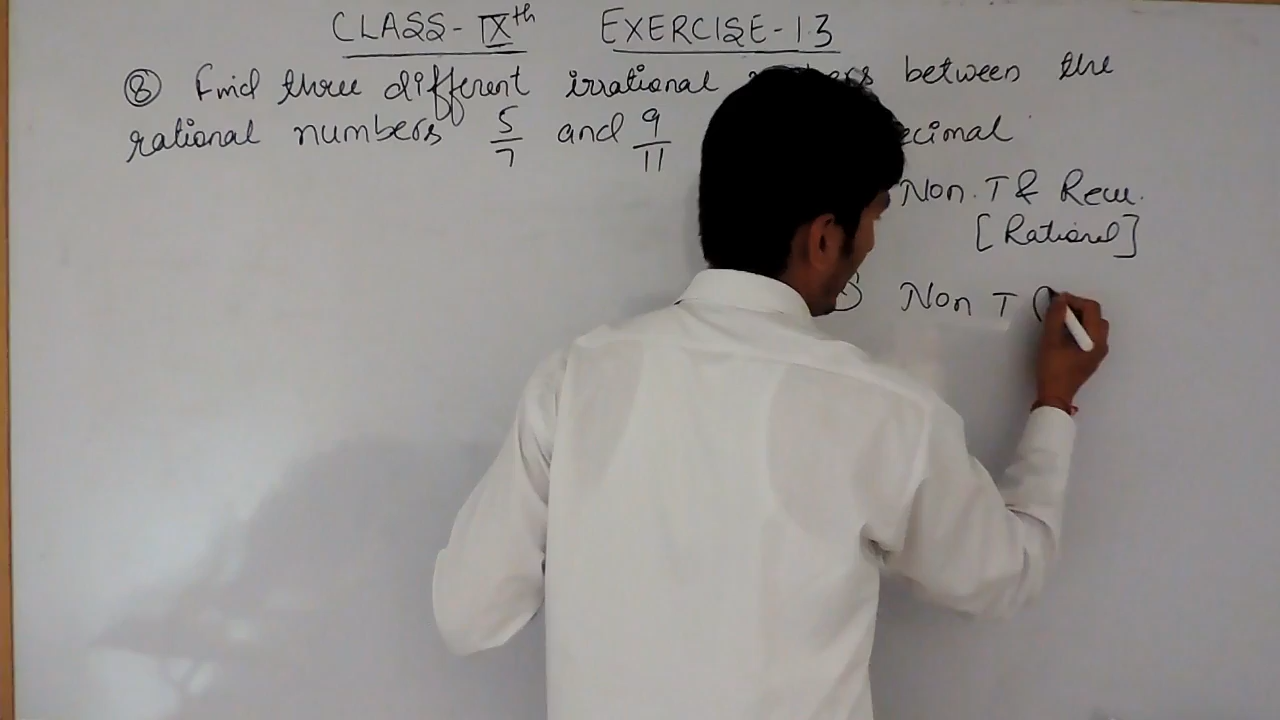 CLASS-IXth EXERCISE-1.3
⑧ Find three different irrational between the
rational numbers 5/7 and 9/11
Non. T & Recu.
[Rational]
Non T